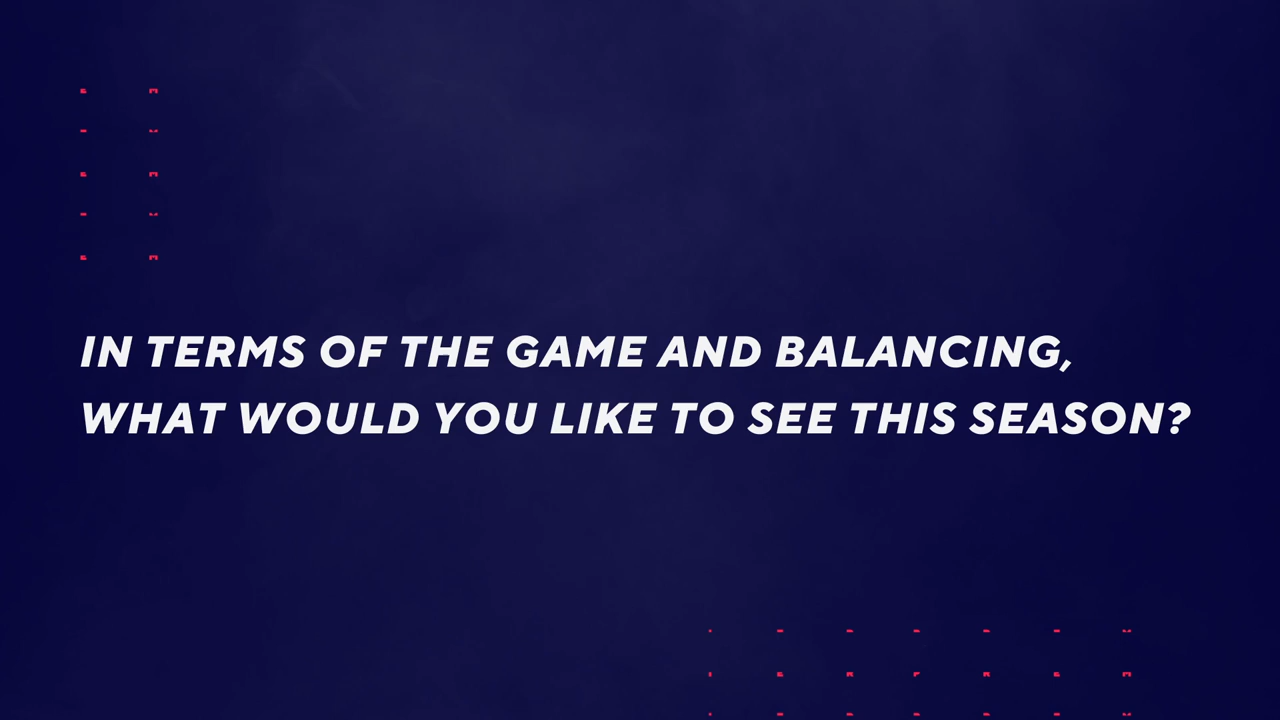 IN TERMS OF THE GAME AND BALANCING,
WHAT WOULD YOU LIKE TO SEE THIS SEASON?